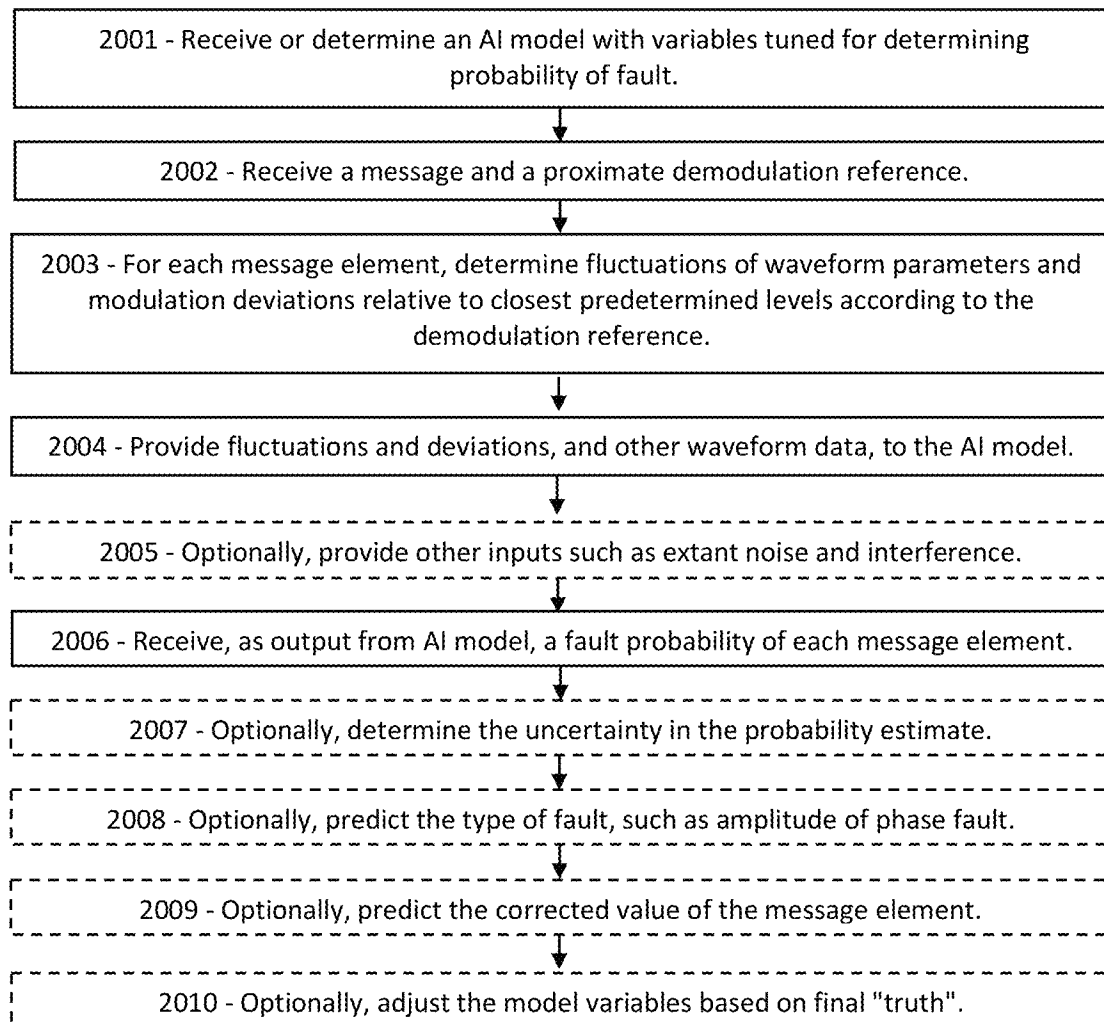 2001 - Receive or determine an AI model with variables tuned for determining
probability of fault.
2002 - Receive a message and a proximate demodulation reference.
2003 - For each message element, determine fluctuations of waveform parameters and
modulation deviations relative to closest predetermined levels according to the
demodulation reference.
2004 - Provide fluctuations and deviations, and other waveform data, to the AI model.
2005 - Optionally, provide other inputs such as extant noise and interference.
2006 - Receive, as output from AI model, a fault probability of each message element.
2007 - Optionally, determine the uncertainty in the probability estimate.
2008 - Optionally, predict the type of fault, such as amplitude of phase fault.
2009 - Optionally, predict the corrected value of the message element.
2010 - Optionally, adjust the model variables based on final "truth".